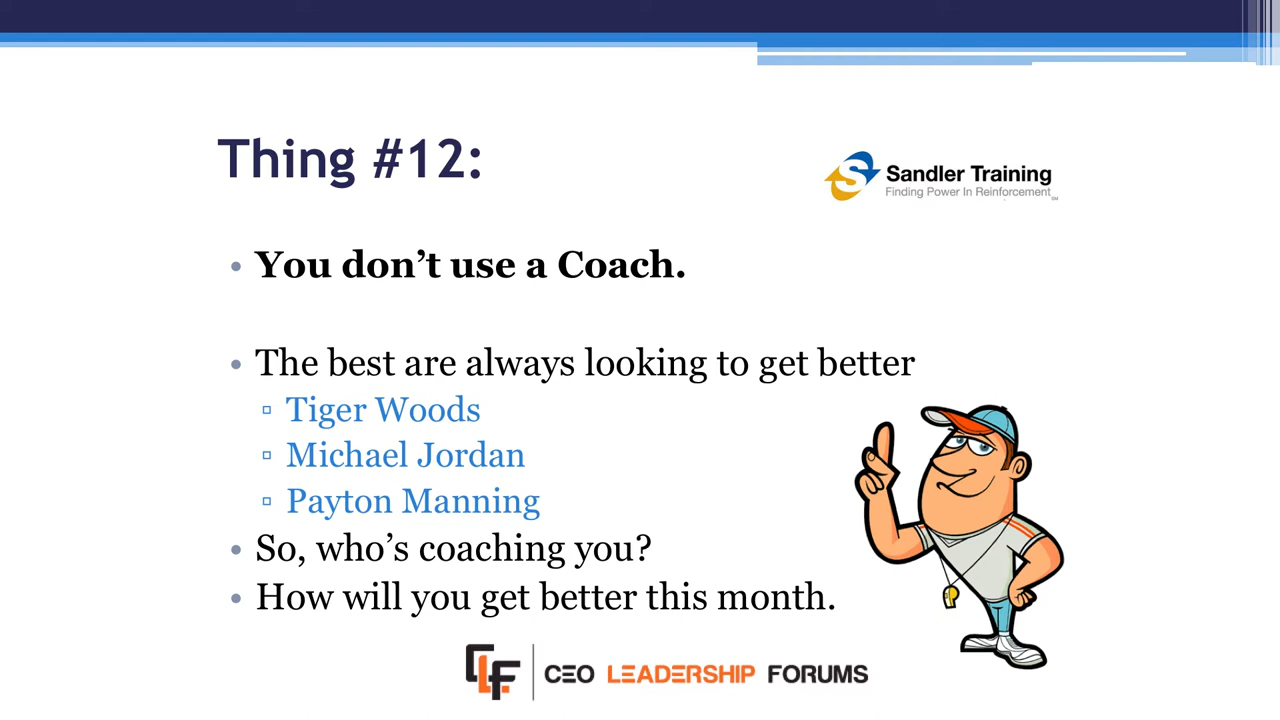 Thing #12:
Sandler Training
Finding Power In Reinforcement℠
• You don’t use a Coach.
• The best are always looking to get better
▫ Tiger Woods
▫ Michael Jordan
▫ Payton Manning
• So, who’s coaching you?
• How will you get better this month.
CLF CEO LEADERSHIP FORUMS